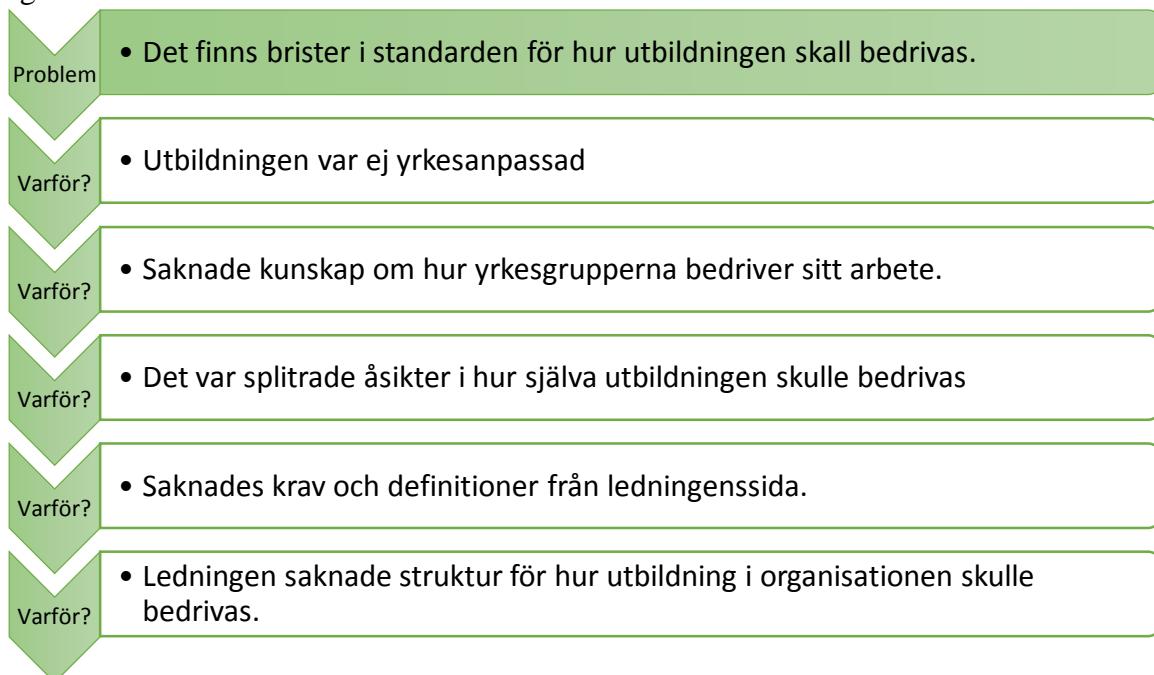 Problem
• Det finns brister i standarden för hur utbildningen skall bedrivas.
Varför?
• Utbildningen var ej yrkesanpassad
Varför?
• Saknade kunskap om hur yrkesgrupperna bedriver sitt arbete.
Varför?
• Det var splitrade åsikter i hur själva utbildningen skulle bedrivas
Varför?
• Saknades krav och definitioner från ledningenssida.
Varför?
• Ledningen saknade struktur för hur utbildning i organisationen skulle
bedrivas.